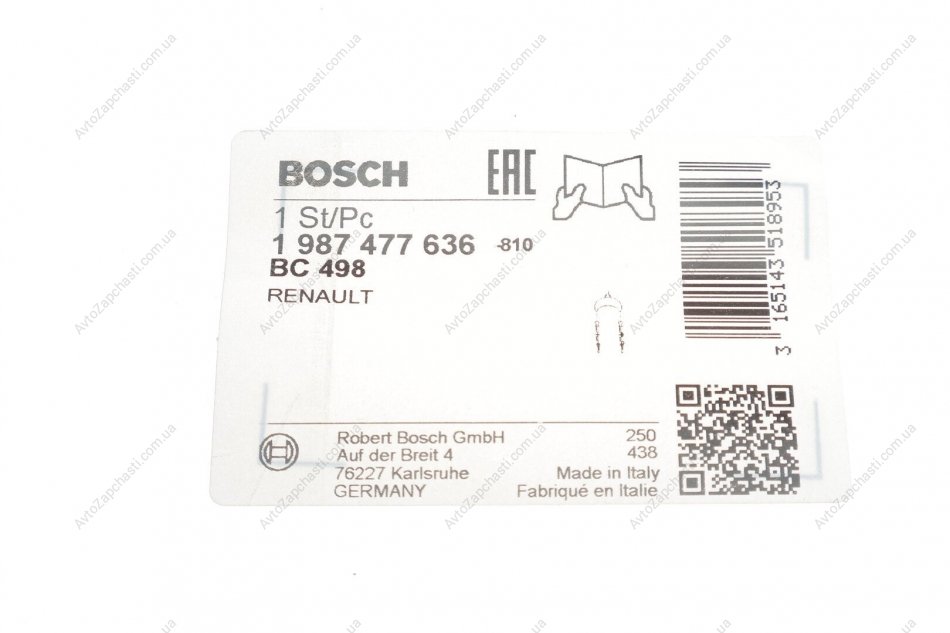 BOSCH
EAC
1 St/Pc
1 987 477 636 -810
BC 498
RENAULT
3 165143 518953
Robert Bosch GmbH
Auf der Breit 4
76227 Karlsruhe
GERMANY
250
438
Made in Italy
Fabriqué en Italie
AvtoZapchasti.com.ua